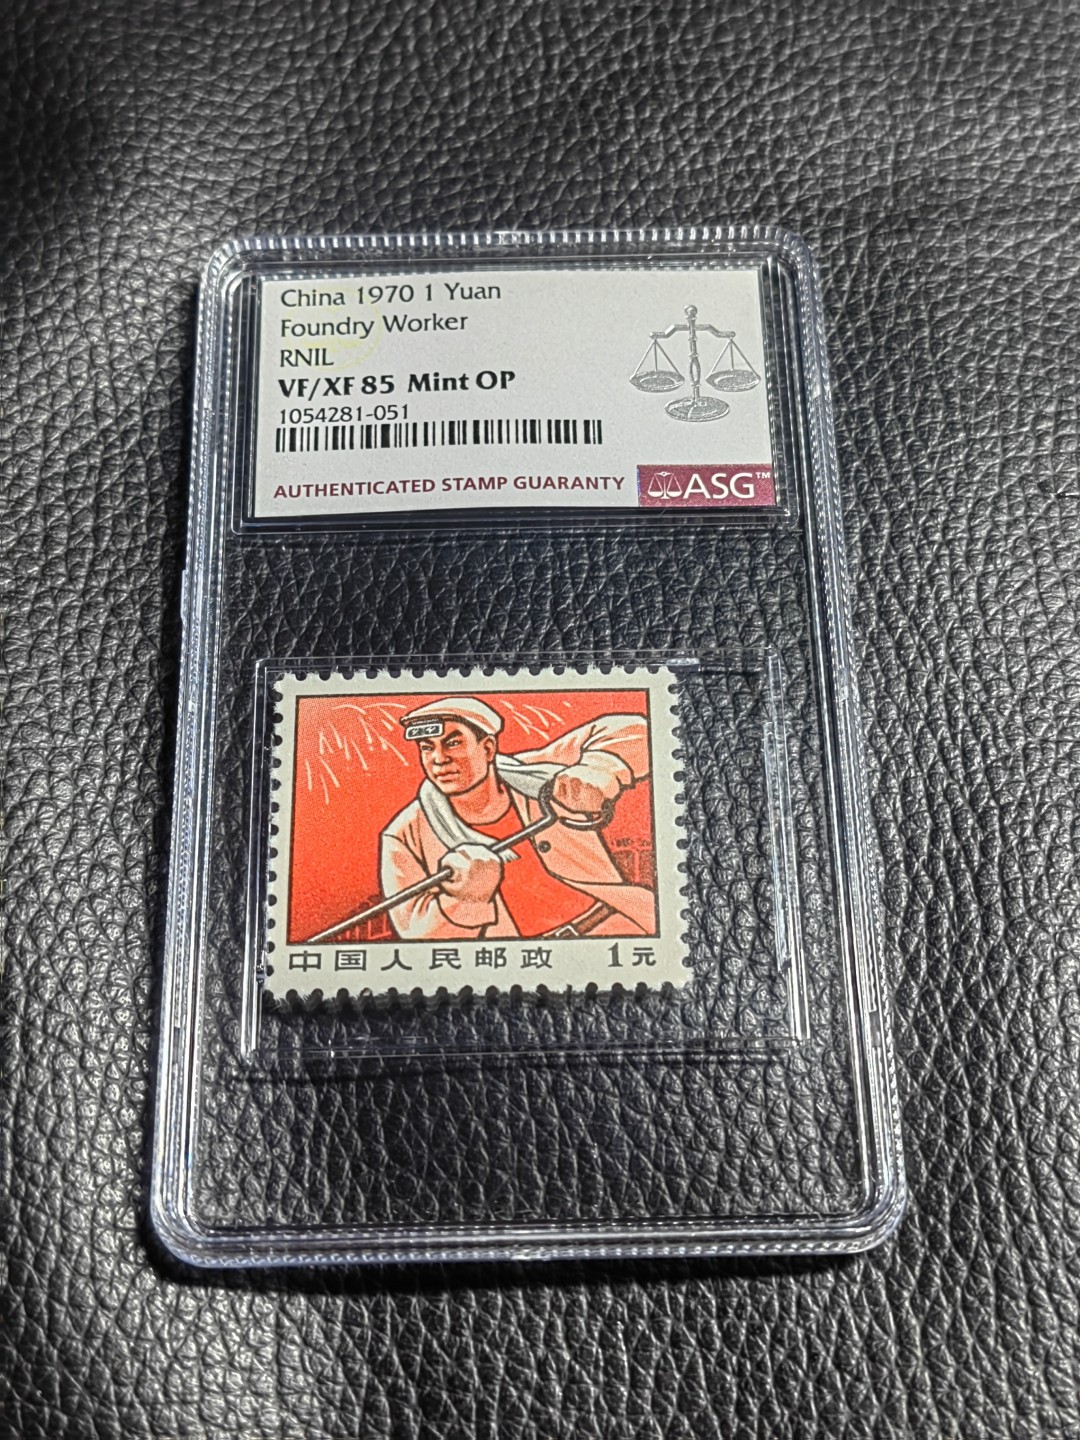 China 1970 1 Yuan
Foundry Worker
RNIL
VF/XF 85 Mint OP
1054281-051
AUTHENTICATED STAMP GUARANTY
ASG™
中国人民邮政 1元